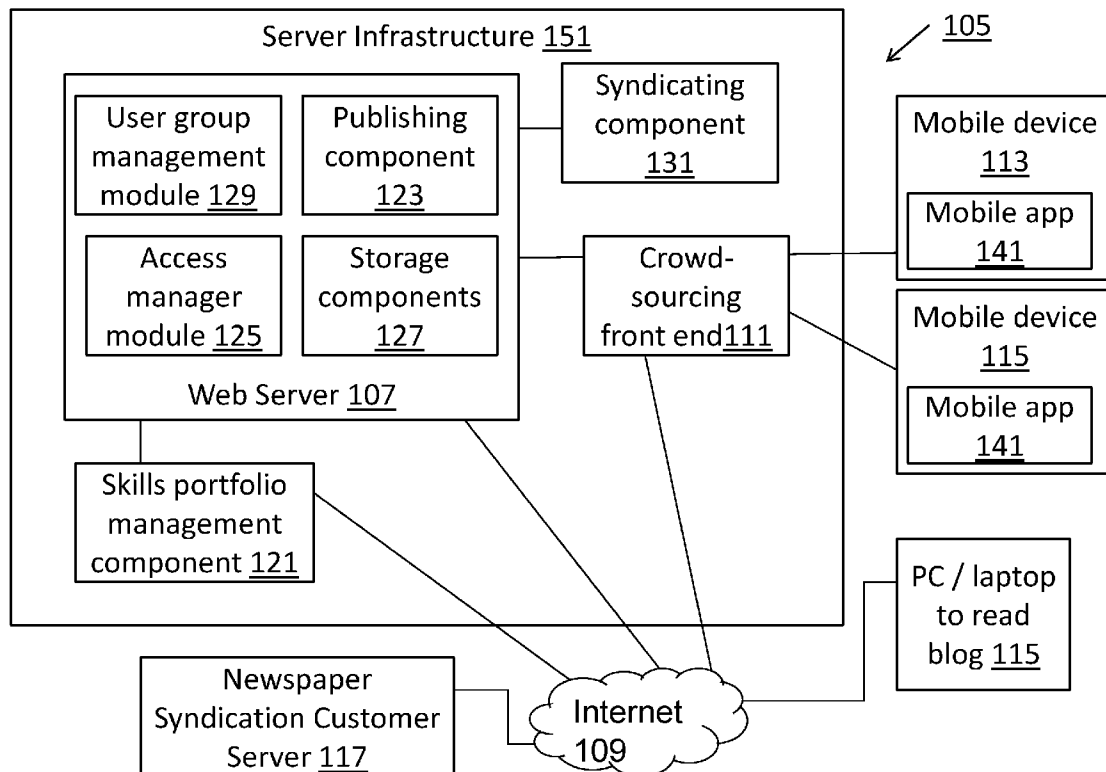 Server Infrastructure 151
105
User group
management
module 129
Publishing
component
123
Syndicating
component
131
Mobile device
113
Mobile app
141
Access
manager
module 125
Storage
components
127
Crowd-
sourcing
front end111
Mobile device
115
Mobile app
141
Web Server 107
Skills portfolio
management
component 121
PC / laptop
to read
blog 115
Newspaper
Syndication Customer
Server 117
Internet
109